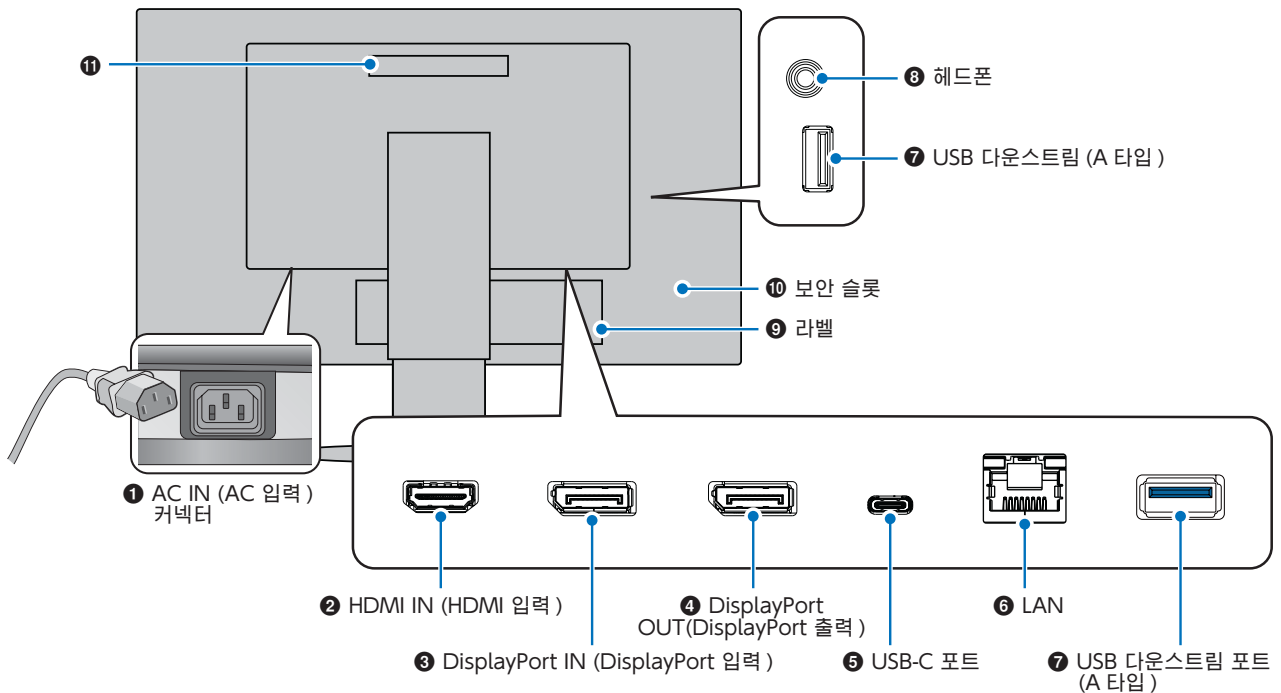 ⓫
❽ 헤드폰
❼ USB 다운스트림 (A 타입)
❿ 보안 슬롯
❾ 라벨
❶ AC IN (AC 입력)
커넥터
❷ HDMI IN (HDMI 입력)
❸ DisplayPort IN (DisplayPort 입력)
❹ DisplayPort
OUT(DisplayPort 출력)
❺ USB-C 포트
❻ LAN
❼ USB 다운스트림 포트
(A 타입)